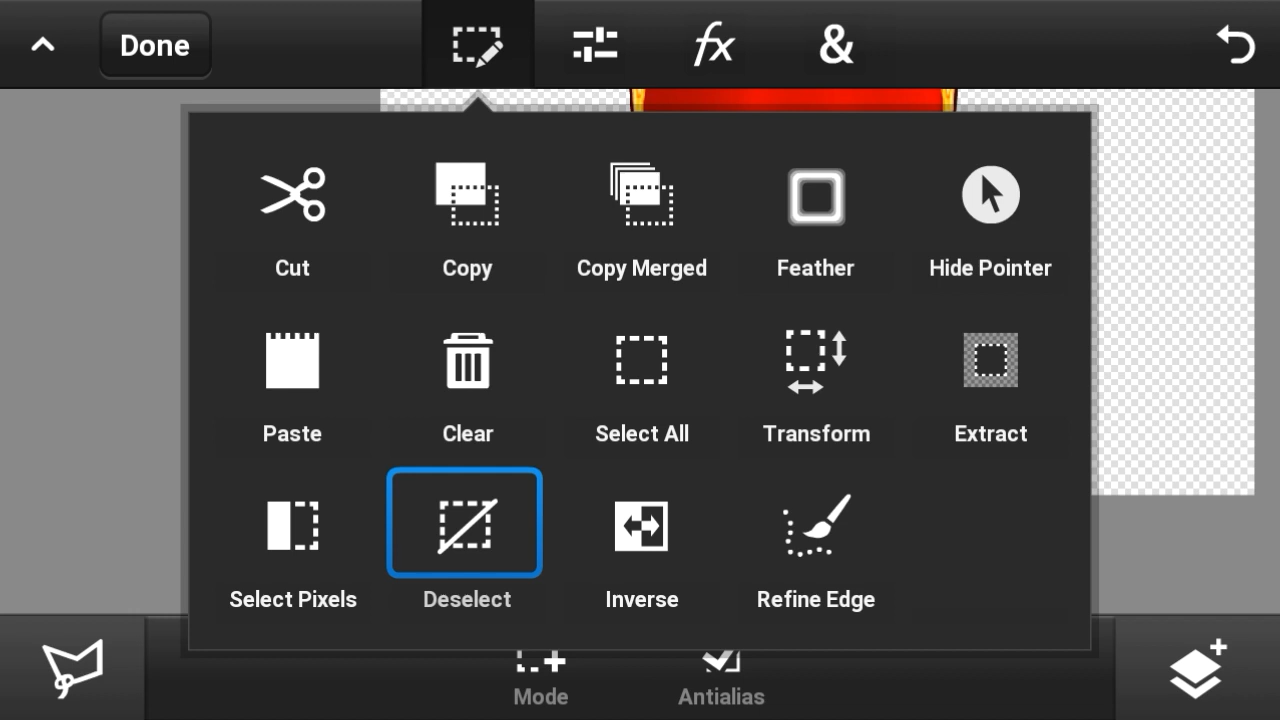 Done fx &
Cut Copy Copy Merged Feather Hide Pointer
Paste Clear Select All Transform Extract
Select Pixels Deselect Inverse Refine Edge
Mode Antialias